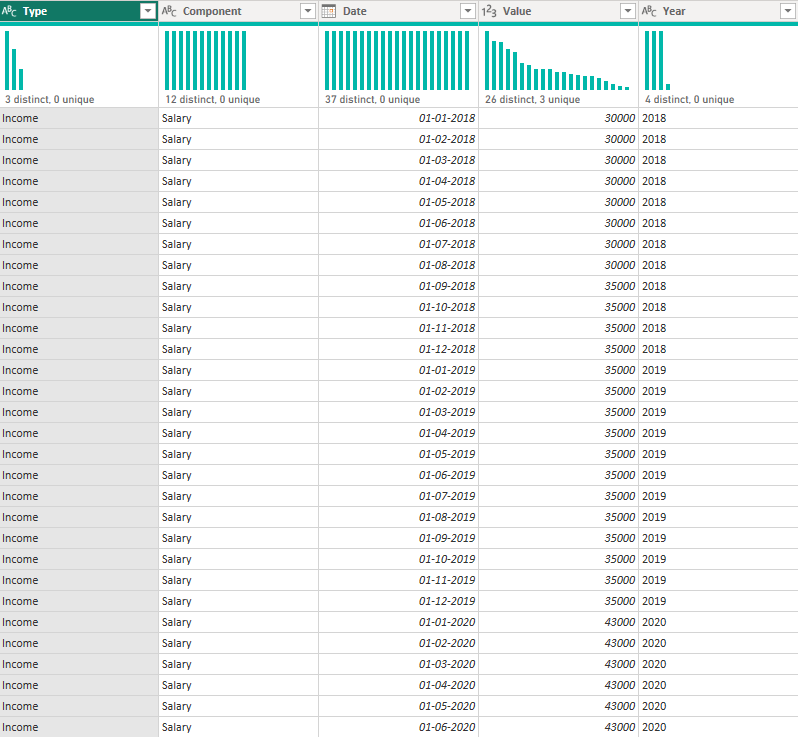 ABC Type ABC Component Date 123 Value ABC Year
3 distinct, 0 unique 12 distinct, 0 unique 37 distinct, 0 unique 26 distinct, 3 unique 4 distinct, 0 unique
Income Salary 01-01-2018 30000 2018
Income Salary 01-02-2018 30000 2018
Income Salary 01-03-2018 30000 2018
Income Salary 01-04-2018 30000 2018
Income Salary 01-05-2018 30000 2018
Income Salary 01-06-2018 30000 2018
Income Salary 01-07-2018 30000 2018
Income Salary 01-08-2018 30000 2018
Income Salary 01-09-2018 35000 2018
Income Salary 01-10-2018 35000 2018
Income Salary 01-11-2018 35000 2018
Income Salary 01-12-2018 35000 2018
Income Salary 01-01-2019 35000 2019
Income Salary 01-02-2019 35000 2019
Income Salary 01-03-2019 35000 2019
Income Salary 01-04-2019 35000 2019
Income Salary 01-05-2019 35000 2019
Income Salary 01-06-2019 35000 2019
Income Salary 01-07-2019 35000 2019
Income Salary 01-08-2019 35000 2019
Income Salary 01-09-2019 35000 2019
Income Salary 01-10-2019 35000 2019
Income Salary 01-11-2019 35000 2019
Income Salary 01-12-2019 35000 2019
Income Salary 01-01-2020 43000 2020
Income Salary 01-02-2020 43000 2020
Income Salary 01-03-2020 43000 2020
Income Salary 01-04-2020 43000 2020
Income Salary 01-05-2020 43000 2020
Income Salary 01-06-2020 43000 2020